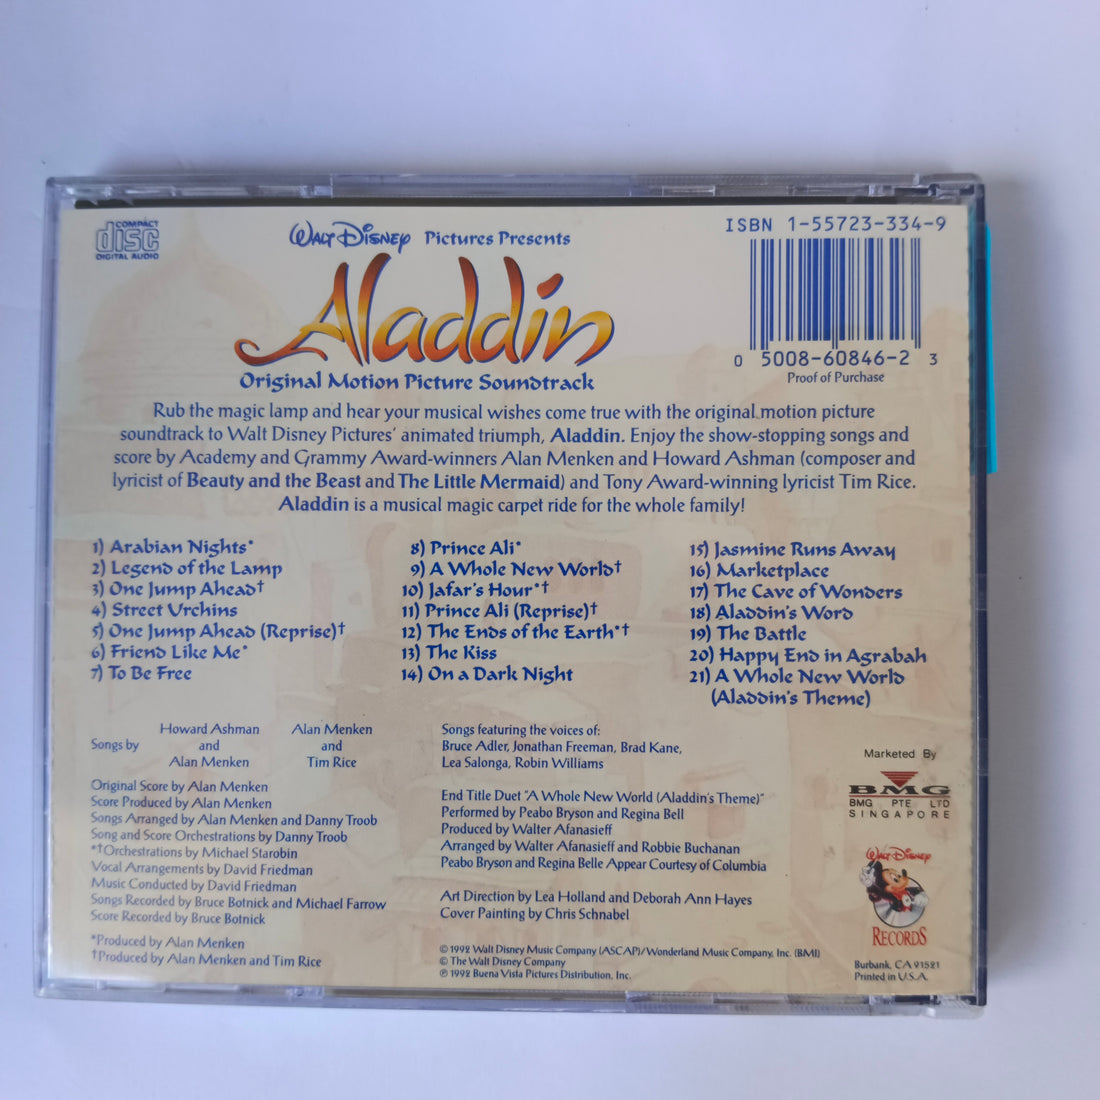 COMPACT
disc
DIGITAL AUDIO
WALT DISNEY Pictures Presents
Aladdin
Original Motion Picture Soundtrack
ISBN 1-55723-334-9
0 5008-60846-2 3
Proof of Purchase
Rub the magic lamp and hear your musical wishes come true with the original motion picture
soundtrack to Walt Disney Pictures' animated triumph, Aladdin. Enjoy the show-stopping songs and
score by Academy and Grammy Award-winners Alan Menken and Howard Ashman (composer and
lyricist of Beauty and the Beast and The Little Mermaid) and Tony Award-winning lyricist Tim Rice.
Aladdin is a musical magic carpet ride for the whole family!
1) Arabian Nights*
2) Legend of the Lamp
3) One Jump Ahead†
4) Street Urchins
5) One Jump Ahead (Reprise)†
6) Friend Like Me*
7) To Be Free
8) Prince Ali*
9) A Whole New World†
10) Jafar's Hour*†
11) Prince Ali (Reprise)†
12) The Ends of the Earth*†
13) The Kiss
14) On a Dark Night
15) Jasmine Runs Away
16) Marketplace
17) The Cave of Wonders
18) Aladdin's Word
19) The Battle
20) Happy End in Agrabah
21) A Whole New World
(Aladdin's Theme)
Songs by
Howard Ashman
and
Alan Menken
Alan Menken
and
Tim Rice
Original Score by Alan Menken
Score Produced by Alan Menken
Songs Arranged by Alan Menken and Danny Troob
Song and Score Orchestrations by Danny Troob
*†Orchestrations by Michael Starobin
Vocal Arrangements by David Friedman
Music Conducted by David Friedman
Songs Recorded by Bruce Botnick and Michael Farrow
Score Recorded by Bruce Botnick
*Produced by Alan Menken
†Produced by Alan Menken and Tim Rice
Songs featuring the voices of:
Bruce Adler, Jonathan Freeman, Brad Kane,
Lea Salonga, Robin Williams
End Title Duet "A Whole New World (Aladdin's Theme)"
Performed by Peabo Bryson and Regina Bell
Produced by Walter Afanasieff
Arranged by Walter Afanasieff and Robbie Buchanan
Peabo Bryson and Regina Belle Appear Courtesy of Columbia
Art Direction by Lea Holland and Deborah Ann Hayes
Cover Painting by Chris Schnabel
© 1992 Walt Disney Music Company (ASCAP)/Wonderland Music Company, Inc. (BMI)
© The Walt Disney Company
℗ 1992 Buena Vista Pictures Distribution, Inc.
Marketed By
BMG
BMG PTE LTD
SINGAPORE
WALT DISNEY
RECORDS
Burbank, CA 91521
Printed in U.S.A.